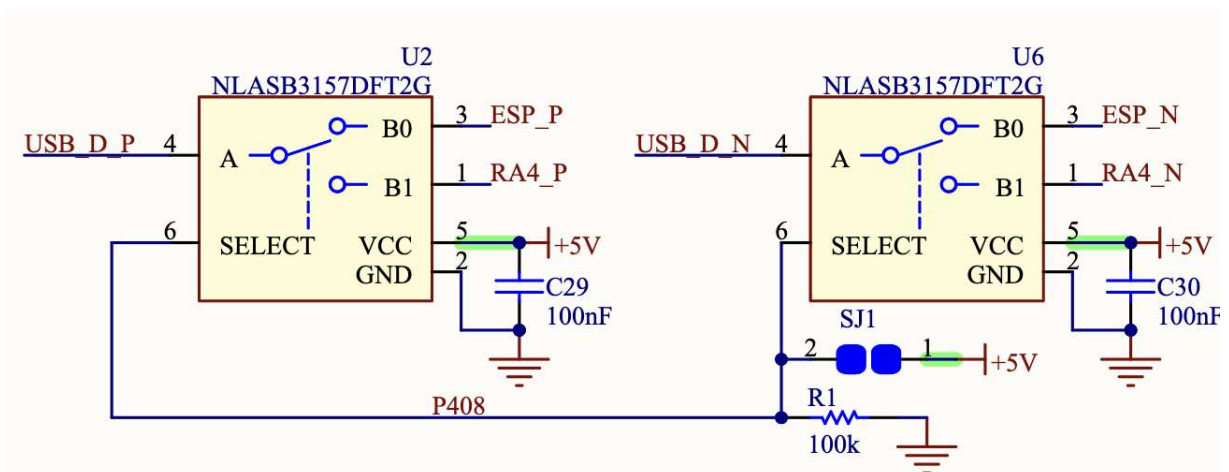 U2
NLASB3157DFT2G
USB_D_P
4
A
B0
3
ESP_P
B1
1
RA4_P
6
SELECT
VCC
5
+5V
GND
2
C29
100nF
U6
NLASB3157DFT2G
USB_D_N
4
A
B0
3
ESP_N
B1
1
RA4_N
6
SELECT
VCC
5
+5V
GND
2
C30
100nF
SJ1
2
1
+5V
P408
R1
100k